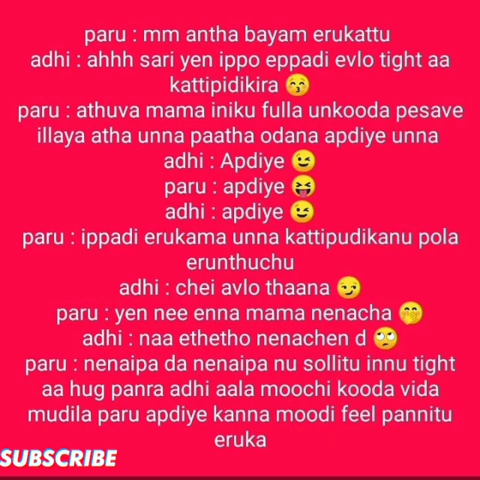 paru : mm antha bayam erukattu
adhi : ahhh sari yen ippo eppadi evlo tight aa
kattipidikira 😙
paru : athuva mama iniku fulla unkooda pesave
illaya atha unna paatha odana apdiye unna
adhi : Apdiye 😉
paru : apdiye 😝
adhi : apdiye 😉
paru : ippadi erukama unna kattipudikanu pola
erunthuchu
adhi : chei avlo thaana 😏
paru : yen nee enna mama nenacha 🤭
adhi : naa ethetho nenachen d 🙄
paru : nenaipa da nenaipa nu sollitu innu tight
aa hug panra adhi aala moochi kooda vida
mudila paru apdiye kanna moodi feel pannitu
eruka
SUBSCRIBE